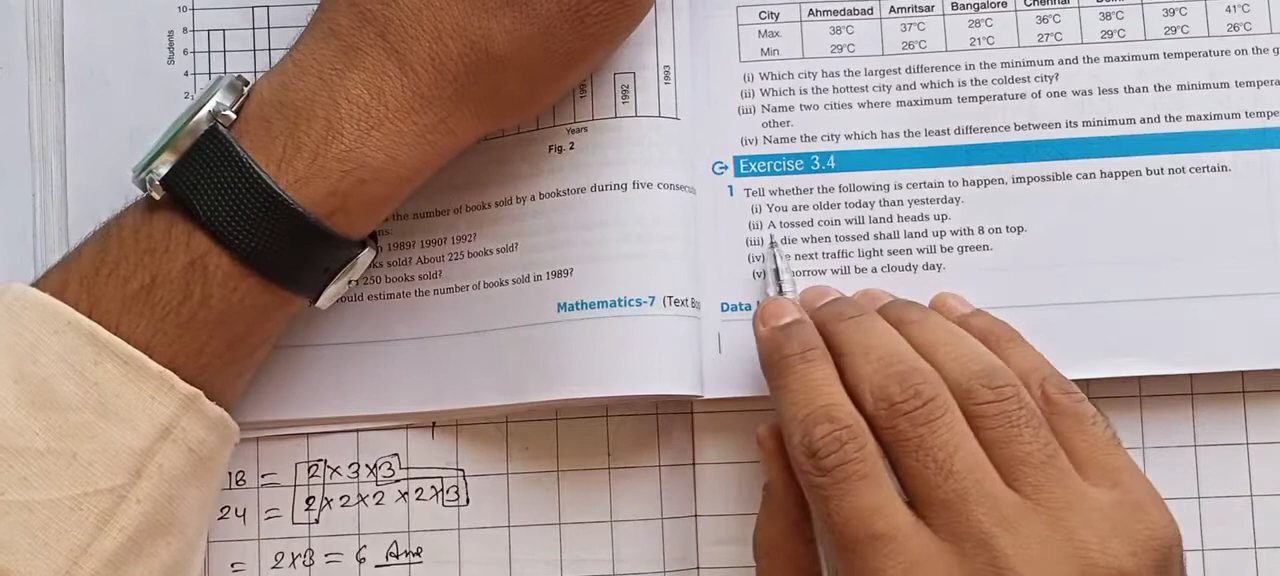 10
8
6
4
2
Students
1992
1993
Years
Fig. 2
the number of books sold by a bookstore during five
1989? 1990? 1992?
sold? About 225 books sold?
250 books sold?
estimate the number of books sold in 1989?
Mathematics-7 (Text
City Ahmedabad Amritsar Bangalore Chennai
Max. 38°C 37°C 28°C 36°C 38°C 39°C 41°C
Min. 29°C 26°C 21°C 27°C 29°C 29°C 26°C
(i) Which city has the largest difference in the minimum and the maximum temperature on the
(ii) Which is the hottest city and which is the coldest city?
(iii) Name two cities where maximum temperature of one was less than the minimum
other.
(iv) Name the city which has the least difference between its minimum and the maximum
Exercise 3.4
1 Tell whether the following is certain to happen, impossible can happen but not certain.
(i) You are older today than yesterday.
(ii) A tossed coin will land heads up.
(iii) die when tossed shall land up with 8 on top.
(iv) next traffic light seen will be green.
(v) will be a cloudy day.
Data
18 = 2×3×3
24 = 2×2×2×2×3
= 2×3 = 6 Ans